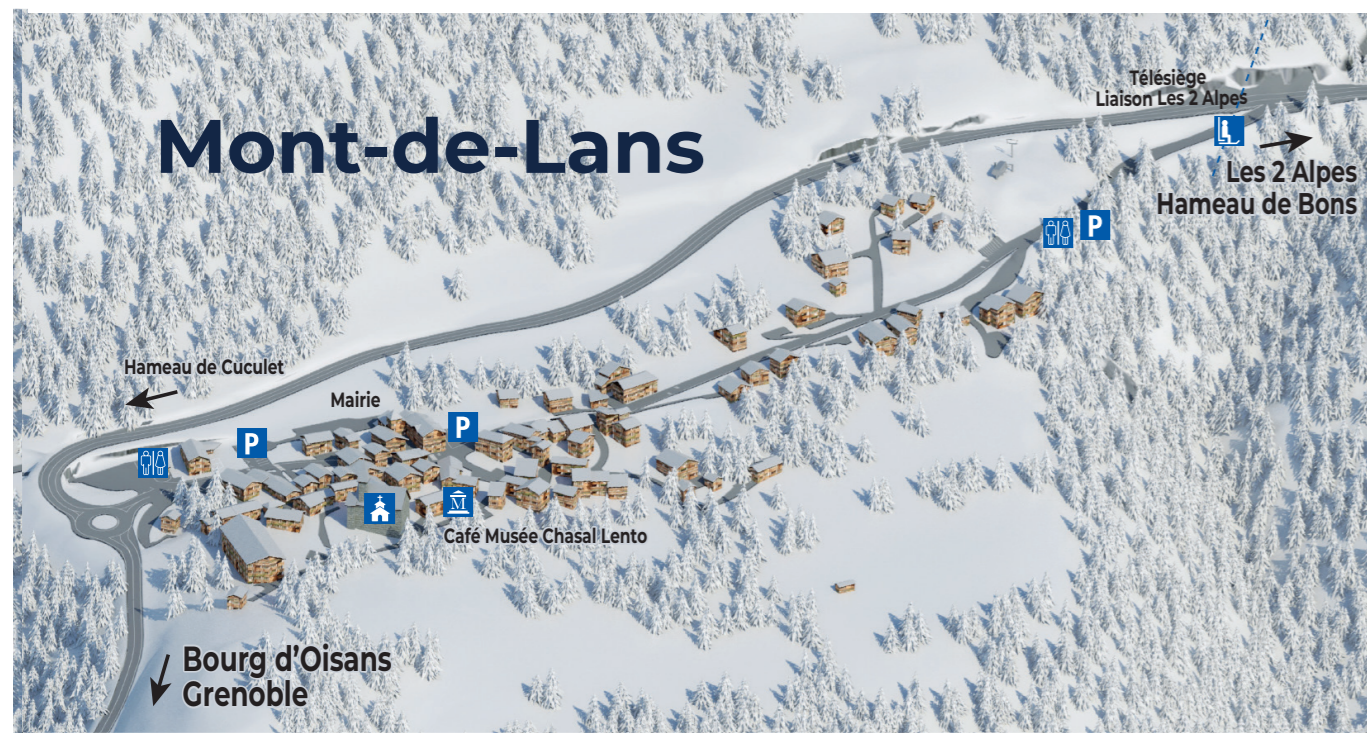 Mont-de-Lans
Télésiège
Liaison Les 2 Alpes
Les 2 Alpes
Hameau de Bons
P
Hameau de Cuculet
Mairie
P
P
M
Café Musée Chasal Lento
Bourg d'Oisans
Grenoble